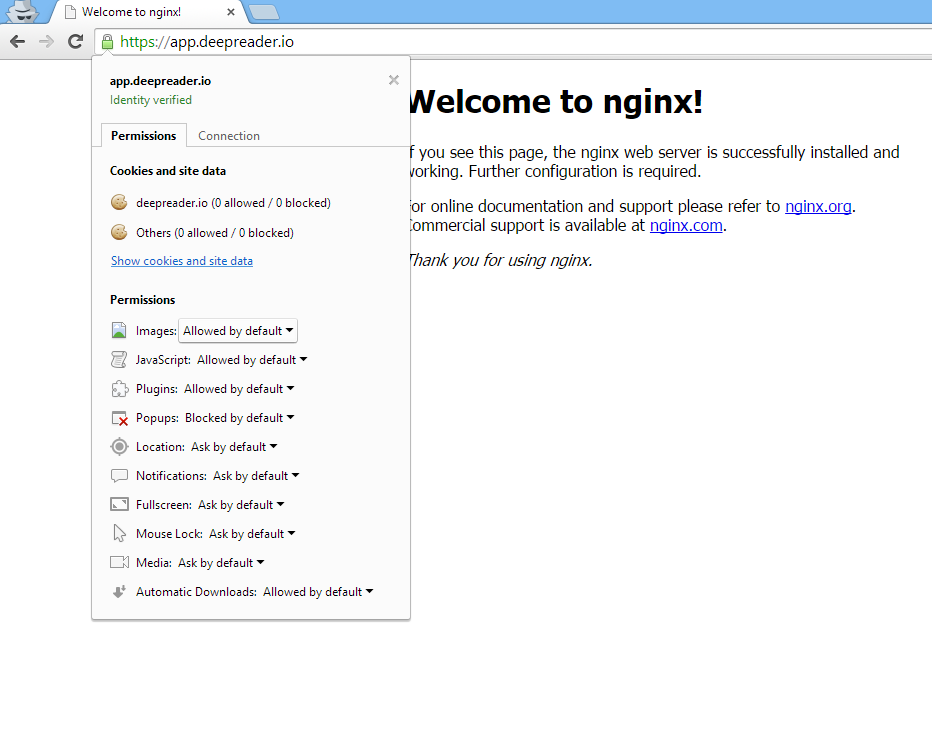 Welcome to nginx!
https://app.deepreader.io
app.deepreader.io
Identity verified
Permissions Connection
Cookies and site data
deepreader.io (0 allowed / 0 blocked)
Others (0 allowed / 0 blocked)
Show cookies and site data
Permissions
Images: Allowed by default
JavaScript: Allowed by default
Plugins: Allowed by default
Popups: Blocked by default
Location: Ask by default
Notifications: Ask by default
Fullscreen: Ask by default
Mouse Lock: Ask by default
Media: Ask by default
Automatic Downloads: Allowed by default
Welcome to nginx!
f you see this page, the nginx web server is successfully installed and
working. Further configuration is required.
For online documentation and support please refer to nginx.org.
Commercial support is available at nginx.com.
Thank you for using nginx.